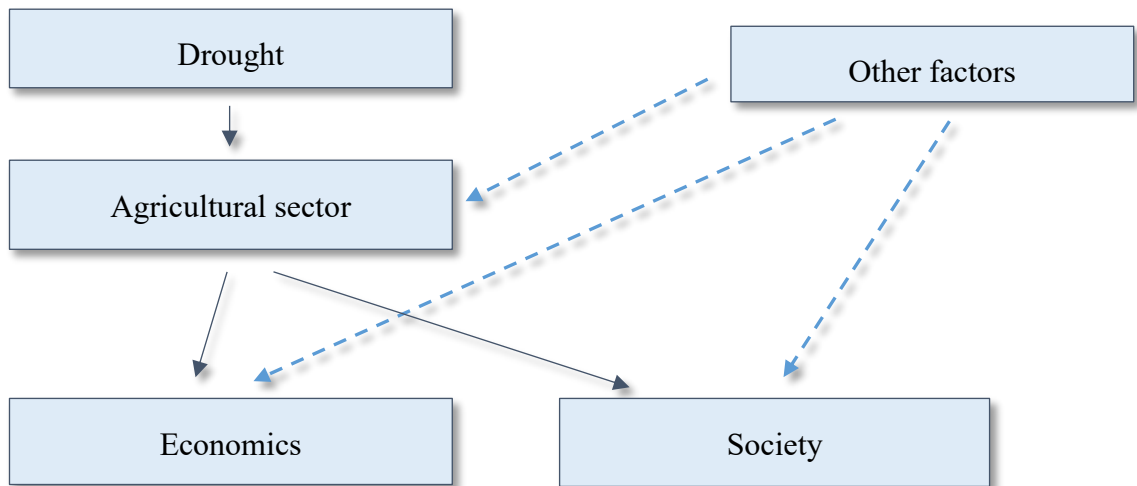 Drought
Other factors
Agricultural sector
Economics
Society